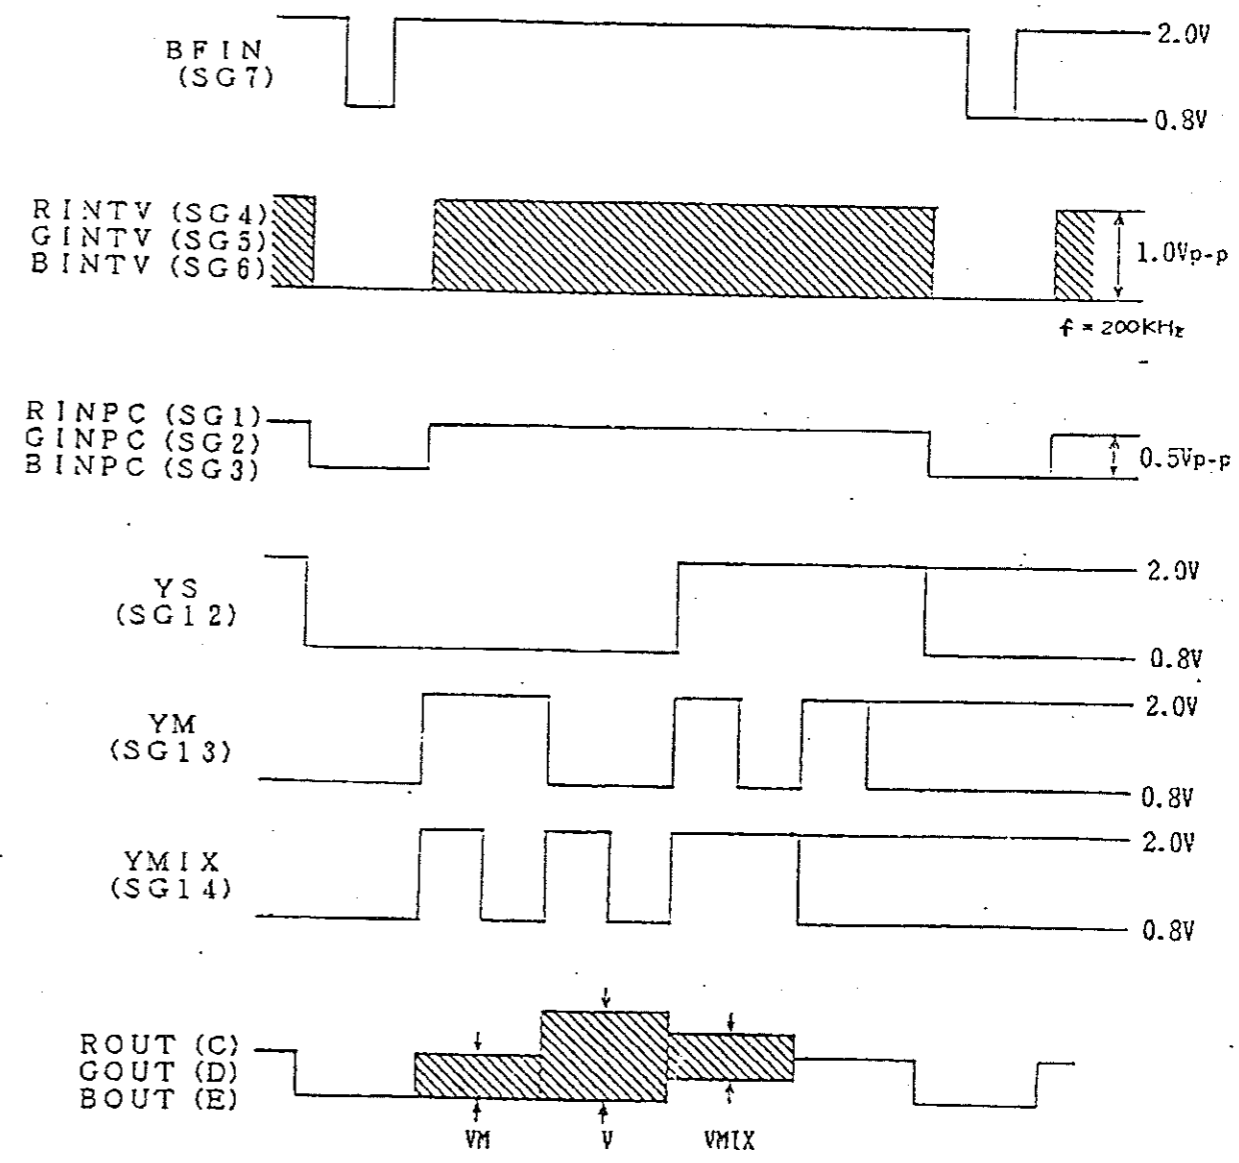 BFIN
(SG7)
2.0V
0.8V
RINTV (SG4)
GINTV (SG5)
BINTV (SG6)
1.0Vp-p
f = 200KHz
RINPC (SG1)
GINPC (SG2)
BINPC (SG3)
0.5Vp-p
YS
(SG12)
2.0V
0.8V
YM
(SG13)
2.0V
0.8V
YMIX
(SG14)
2.0V
0.8V
ROUT (C)
GOUT (D)
BOUT (E)
VM
V
VMIX